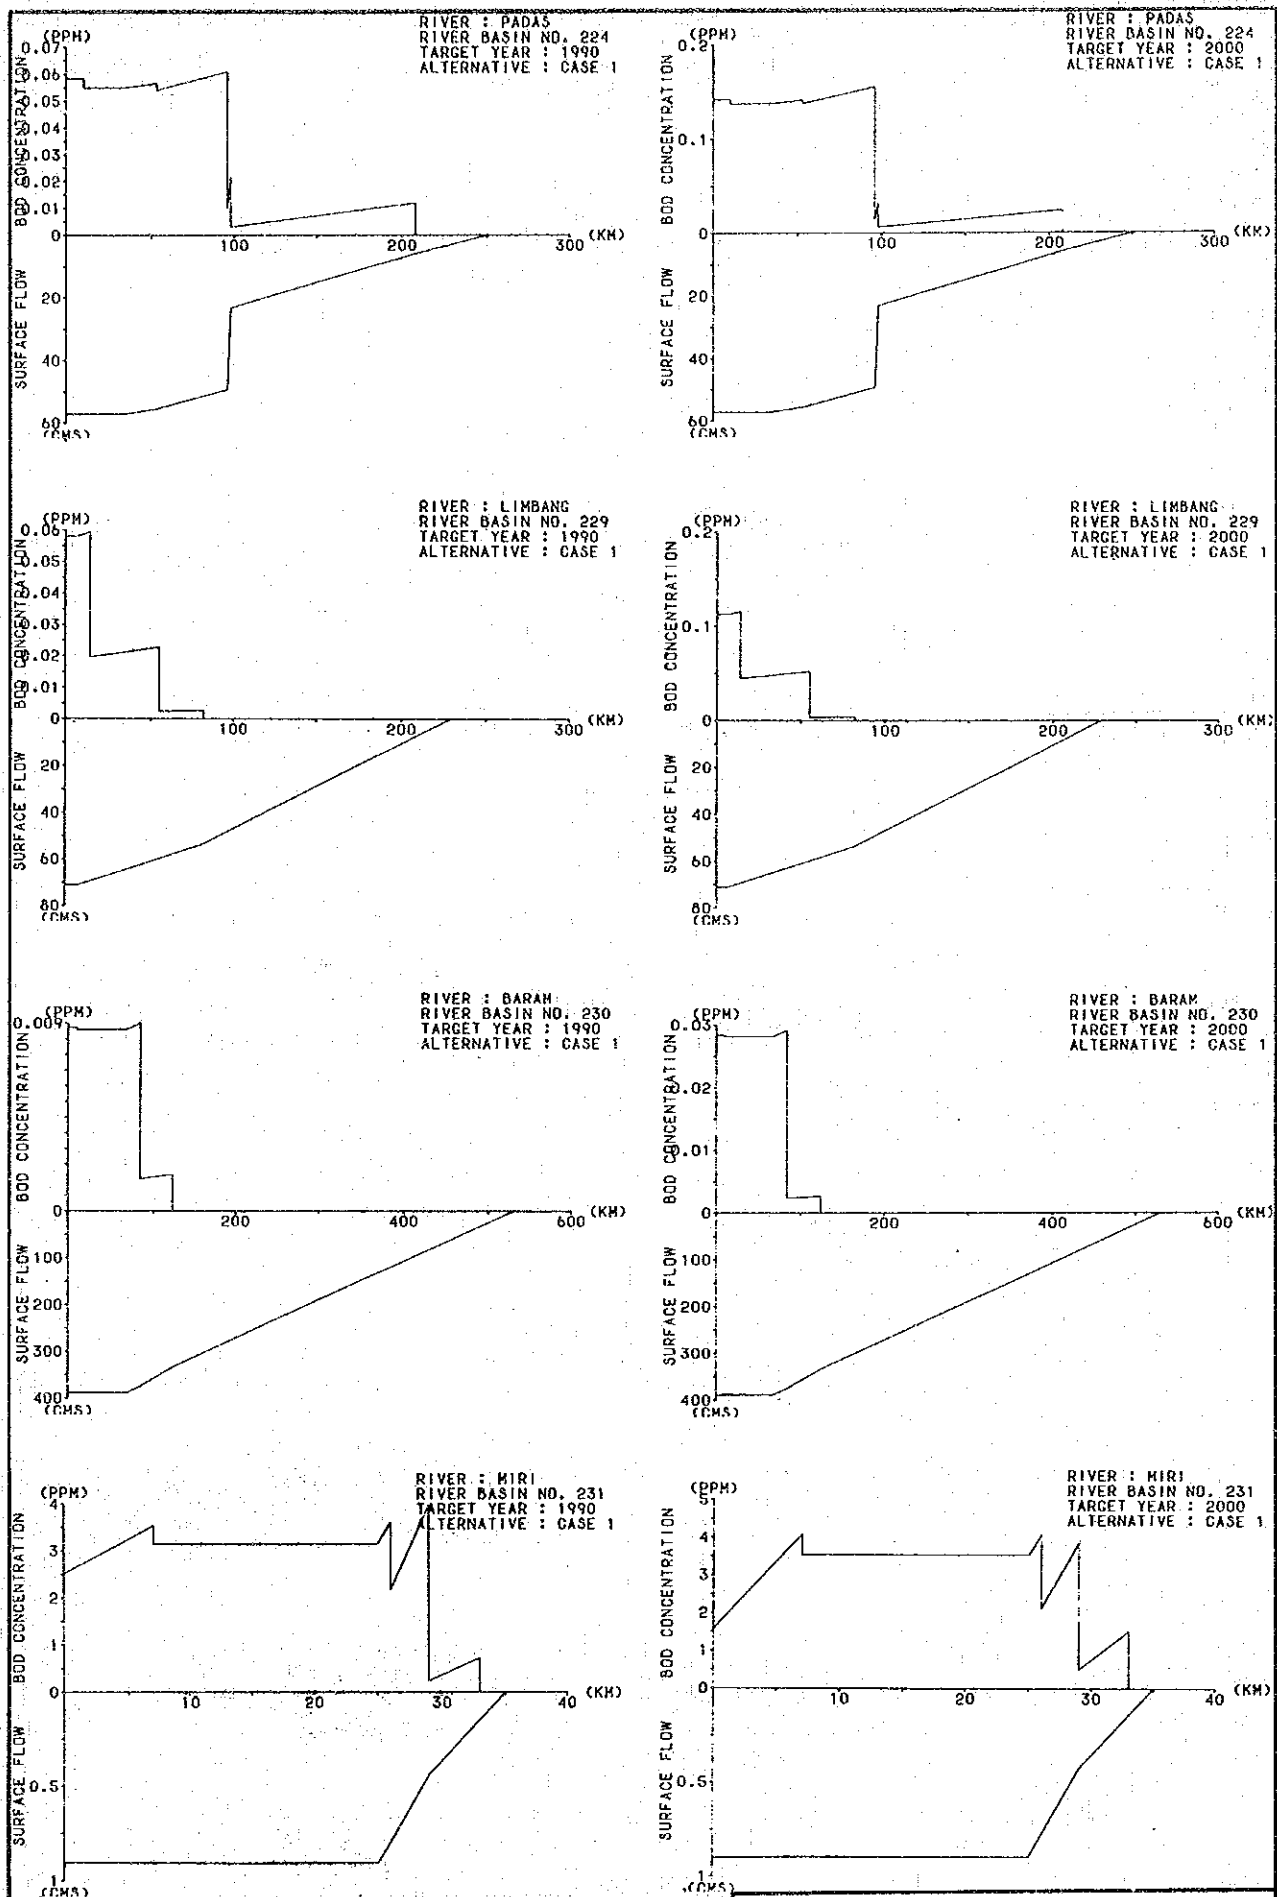 (PPM)
RIVER : PADAS
RIVER BASIN NO. 224
TARGET YEAR : 1990
ALTERNATIVE : CASE 1
BOD CONCENTRATION
0.07
0.06
0.05
0.04
0.03
0.02
0.01
0
100
200
300
(KM)
SURFACE FLOW
20
40
60
(CMS)
(PPM)
RIVER : PADAS
RIVER BASIN NO. 224
TARGET YEAR : 2000
ALTERNATIVE : CASE 1
BOD CONCENTRATION
0.2
0.1
0
100
200
300
(KM)
SURFACE FLOW
20
40
60
(CMS)
(PPM)
RIVER : LIMBANG
RIVER BASIN NO. 229
TARGET YEAR : 1990
ALTERNATIVE : CASE 1
BOD CONCENTRATION
0.06
0.05
0.04
0.03
0.02
0.01
0
100
200
300
(KM)
SURFACE FLOW
20
40
60
80
(CMS)
(PPM)
RIVER : LIMBANG
RIVER BASIN NO. 229
TARGET YEAR : 2000
ALTERNATIVE : CASE 1
BOD CONCENTRATION
0.2
0.1
0
100
200
300
(KM)
SURFACE FLOW
20
40
60
80
(CMS)
(PPM)
RIVER : BARAM
RIVER BASIN NO. 230
TARGET YEAR : 1990
ALTERNATIVE : CASE 1
BOD CONCENTRATION
0.009
0
200
400
600
(KM)
SURFACE FLOW
100
200
300
400
(CMS)
(PPM)
RIVER : BARAM
RIVER BASIN NO. 230
TARGET YEAR : 2000
ALTERNATIVE : CASE 1
BOD CONCENTRATION
0.03
0.02
0.01
0
200
400
600
(KM)
SURFACE FLOW
100
200
300
400
(CMS)
(PPM)
RIVER : MIRI
RIVER BASIN NO. 231
TARGET YEAR : 1990
ALTERNATIVE : CASE 1
BOD CONCENTRATION
4
3
2
1
0
10
20
30
40
(KM)
SURFACE FLOW
0.5
1
(CMS)
(PPM)
RIVER : MIRI
RIVER BASIN NO. 231
TARGET YEAR : 2000
ALTERNATIVE : CASE 1
BOD CONCENTRATION
5
4
3
2
1
0
10
20
30
40
(KM)
SURFACE FLOW
0.5
1
(CMS)